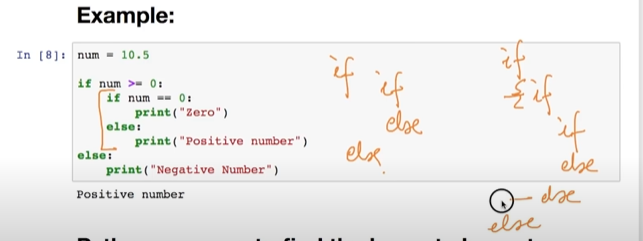 Example:
In [8]: num = 10.5
if num >= 0:
    if num == 0:
        print("Zero")
    else:
        print("Positive number")
else:
    print("Negative Number")
Positive number
if if
else
else
if
if
if
else
else
else